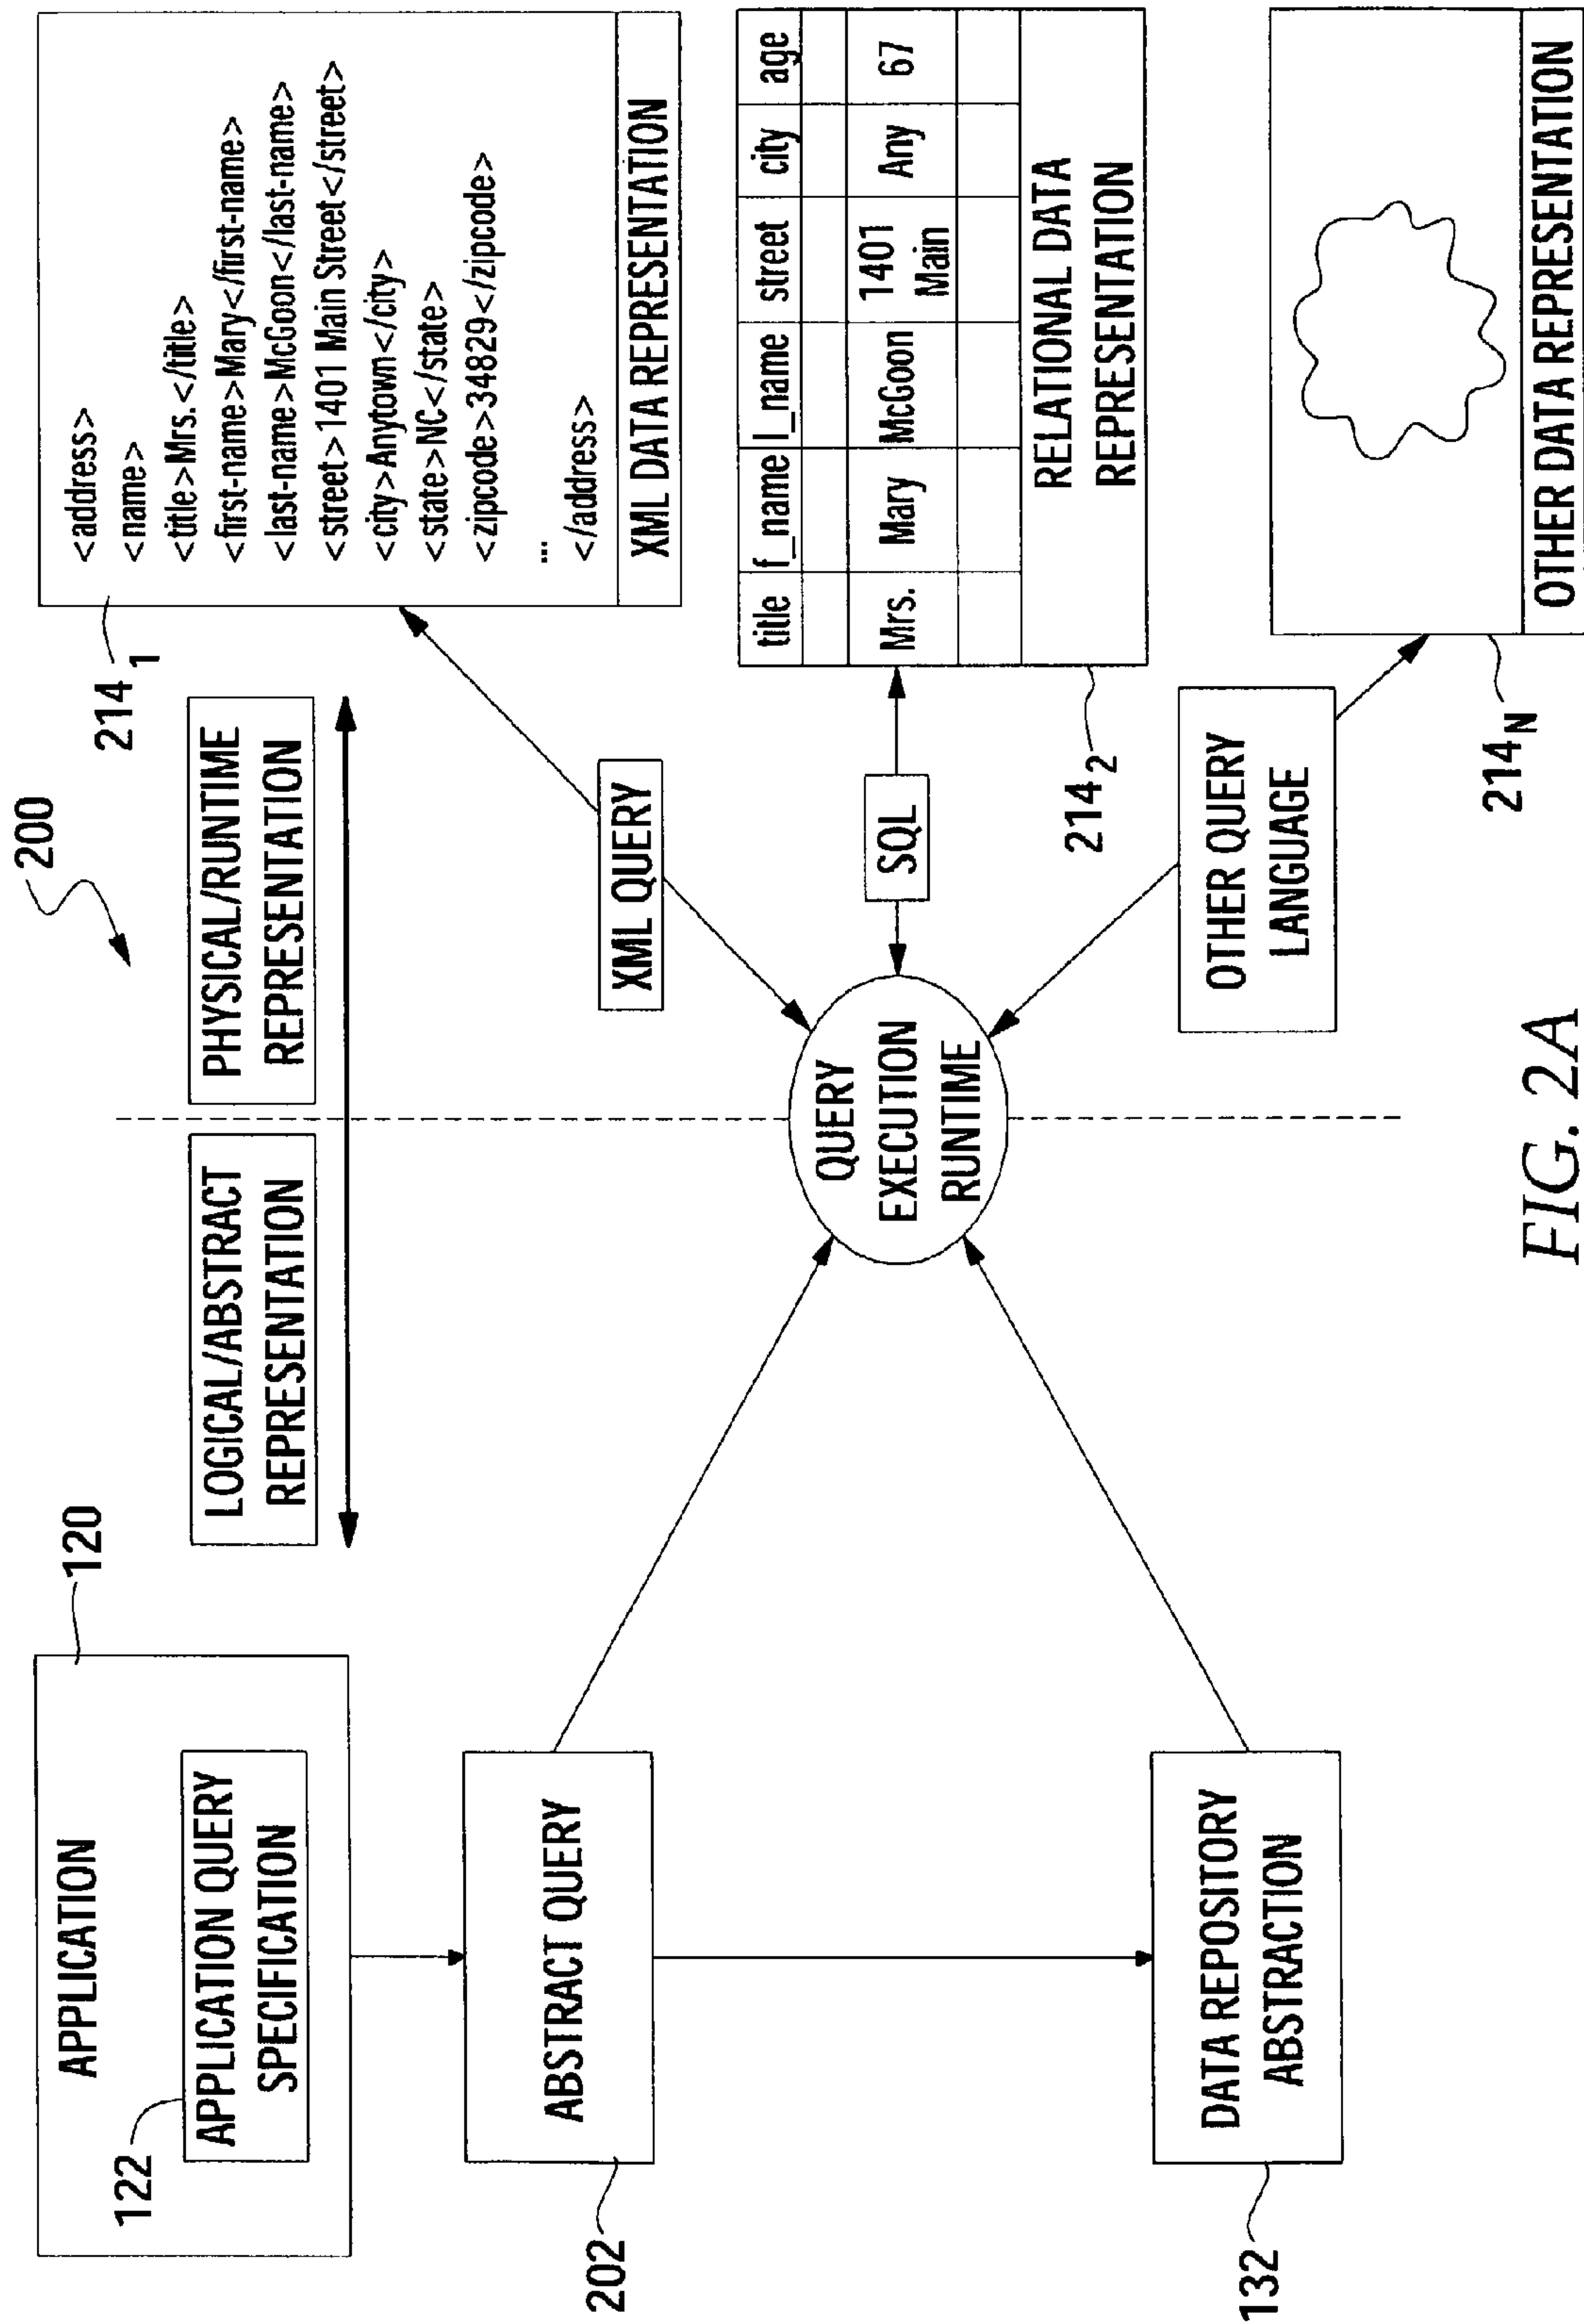 200
120
APPLICATION
122
APPLICATION QUERY
SPECIFICATION
LOGICAL/ABSTRACT
REPRESENTATION
PHYSICAL/RUNTIME
REPRESENTATION
214 1
<address>
<name>
<title>Mrs.</title>
<first-name>Mary</first-name>
<last-name>McGoon</last-name>
<street>1401 Main Street</street>
<city>Anytown</city>
<state>NC</state>
<zipcode>34829</zipcode>
...
</address>
XML DATA REPRESENTATION
202
ABSTRACT QUERY
XML QUERY
QUERY
EXECUTION
RUNTIME
SQL
title f_name l_name street city age
Mrs. Mary McGoon 1401 Main Any 67
RELATIONAL DATA
REPRESENTATION
214 2
132
DATA REPOSITORY
ABSTRACTION
OTHER QUERY
LANGUAGE
214 N
OTHER DATA REPRESENTATION
FIG. 2A